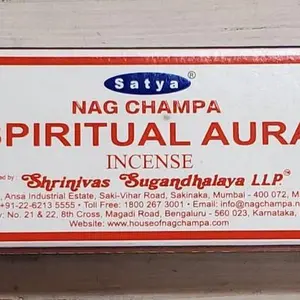 Satya®
NAG CHAMPA
SPIRITUAL AURA
INCENSE
by : Shrinivas Sugandhalaya LLP™
, Ansa Industrial Estate, Saki-Vihar Road, Sakinaka, Mumbai - 400 072, M
+91-22-6213 5555 • Toll Free: 1800 267 3001 • Email: info@nagchampa.n
y: No. 21 & 22, 8th Cross, Magadi Road, Bengaluru - 560 023, Karnataka,
Website: www.houseofnagchampa.com